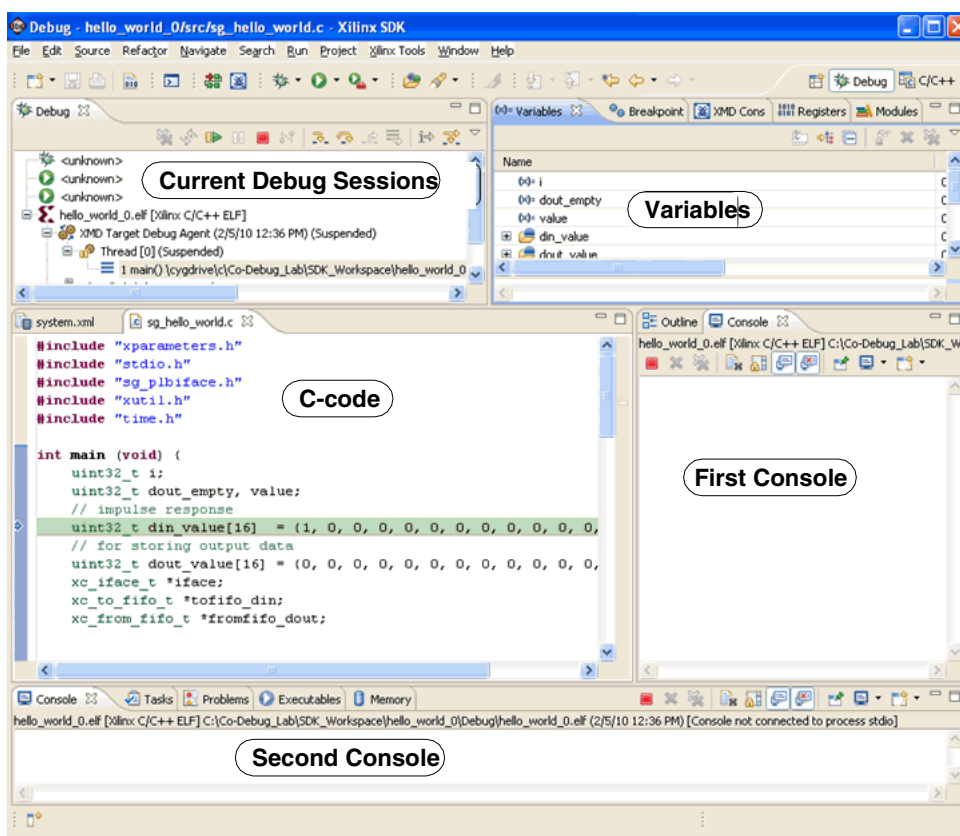 Debug - hello_world_0/src/sg_hello_world.c - Xilinx SDK
File Edit Source Refactor Navigate Search Run Project Xilinx Tools Window Help
Debug C/C++
Debug
<unknown>
<unknown>
<unknown>
Current Debug Sessions
hello_world_0.elf [Xilinx C/C++ ELF]
XMD Target Debug Agent (2/5/10 12:36 PM) (Suspended)
Thread [0] (Suspended)
1 main() \cygdrive\c\Co-Debug_Lab\SDK_Workspace\hello_world_0
Variables Breakpoint XMD Cons Registers Modules
Name
i
dout_empty
value
din_value
dout_value
Variables
system.xml sg_hello_world.c
#include "xparameters.h"
#include "stdio.h"
#include "sg_plbiface.h"
#include "xutil.h"
#include "time.h"
C-code
int main (void) {
uint32_t i;
uint32_t dout_empty, value;
// impulse response
uint32_t din_value[16] = {1, 0, 0, 0, 0, 0, 0, 0, 0, 0, 0, 0,
// for storing output data
uint32_t dout_value[16] = {0, 0, 0, 0, 0, 0, 0, 0, 0, 0, 0, 0,
xc_iface_t *iface;
xc_to_fifo_t *tofifo_din;
xc_from_fifo_t *fromfifo_dout;
Outline Console
hello_world_0.elf [Xilinx C/C++ ELF] C:\Co-Debug_Lab\SDK_W
First Console
Console Tasks Problems Executables Memory
hello_world_0.elf [Xilinx C/C++ ELF] C:\Co-Debug_Lab\SDK_Workspace\hello_world_0\Debug\hello_world_0.elf (2/5/10 12:36 PM) [Console not connected to process stdio]
Second Console